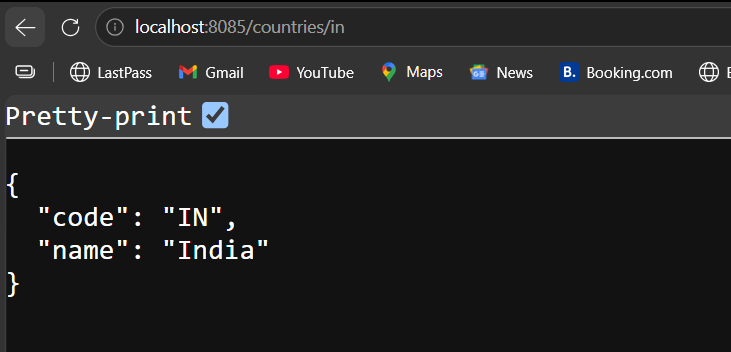 localhost:8085/countries/in
LastPass Gmail YouTube Maps News B. Booking.com
Pretty-print
{
  "code": "IN",
  "name": "India"
}